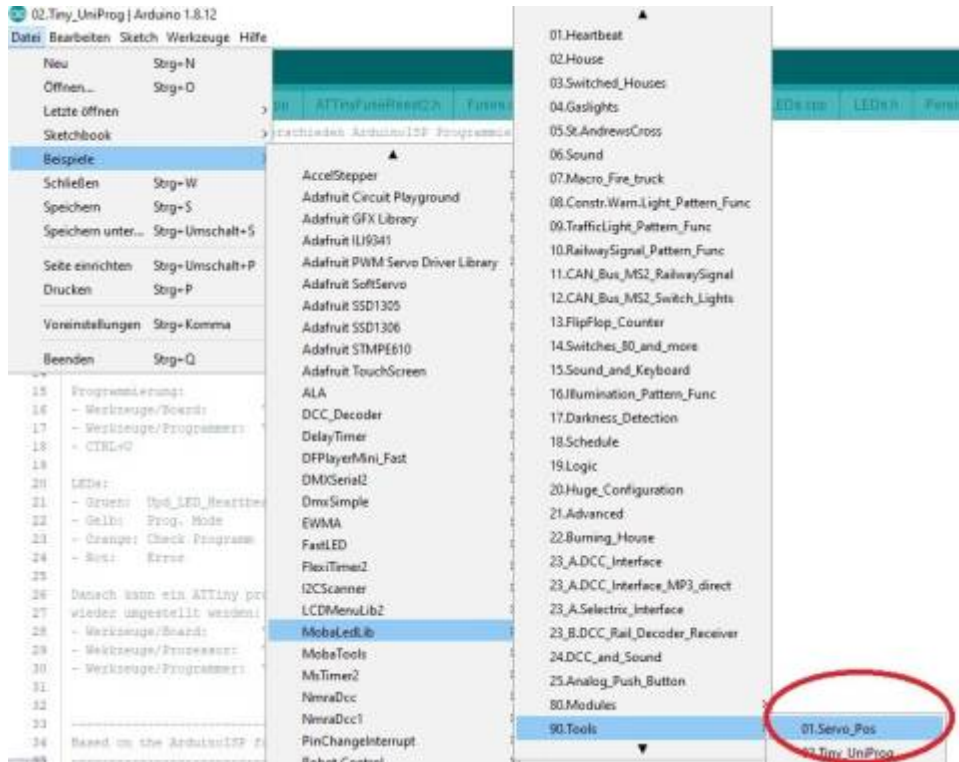 02.Tiny_UniProg | Arduino 1.8.12
Datei Bearbeiten Sketch Werkzeuge Hilfe
Neu Strg+N
Öffnen... Strg+O
Letzte öffnen
Sketchbook
Beispiele
Schließen Strg+W
Speichern Strg+S
Speichern unter... Strg+Umschalt+S
Seite einrichten Strg+Umschalt+P
Drucken Strg+P
Voreinstellungen Strg+Komma
Beenden Strg+Q
LEDs.cpp LEDs.h
ArduinoISP
15 Programmierung:
16 - Werkzeuge/Board:
17 - Werkzeuge/Programmer:
18 - CTRL+U
19
20 LEDs:
21 - Gruen: Upd_LED_Heartbea
22 - Gelb: Prog. Mode
23 - Orange: Check Programm
24 - Rot: Error
25
26 Danach kann ein ATTiny pro
27 wieder umgestellt werden:
28 - Werkzeuge/Board:
29 - Werkzeuge/Prozessor:
30 - Werkzeuge/Programmer:
31
32
33
34 Based on the ArduinoISP
AccelStepper
Adafruit Circuit Playground
Adafruit GFX Library
Adafruit ILI9341
Adafruit PWM Servo Driver Library
Adafruit SoftServo
Adafruit SSD1305
Adafruit SSD1306
Adafruit STMPE610
Adafruit TouchScreen
ALA
DCC_Decoder
DelayTimer
DFPlayerMini_Fast
DMXSerial2
DmxSimple
EWMA
FastLED
FlexiTimer2
I2CScanner
LCDMenuLib2
MobaLedLib
MobaTools
MsTimer2
NmraDcc
NmraDcc1
PinChangeInterrupt
Robot Control
01.Heartbeat
02.House
03.Switched_Houses
04.Gaslights
05.St.AndrewsCross
06.Sound
07.Macro_Fire_truck
08.Constr.Warn.Light_Pattern_Func
09.TrafficLight_Pattern_Func
10.RailwaySignal_Pattern_Func
11.CAN_Bus_MS2_RailwaySignal
12.CAN_Bus_MS2_Switch_Lights
13.FlipFlop_Counter
14.Switches_80_and_more
15.Sound_and_Keyboard
16.Illumination_Pattern_Func
17.Darkness_Detection
18.Schedule
19.Logic
20.Huge_Configuration
21.Advanced
22.Burning_House
23_A.DCC_Interface
23_A.DCC_Interface_MP3_direct
23_A.Selectrix_Interface
23_B.DCC_Rail_Decoder_Receiver
24.DCC_and_Sound
25.Analog_Push_Button
80.Modules
90.Tools
01.Servo_Pos
02.Tiny_UniProg